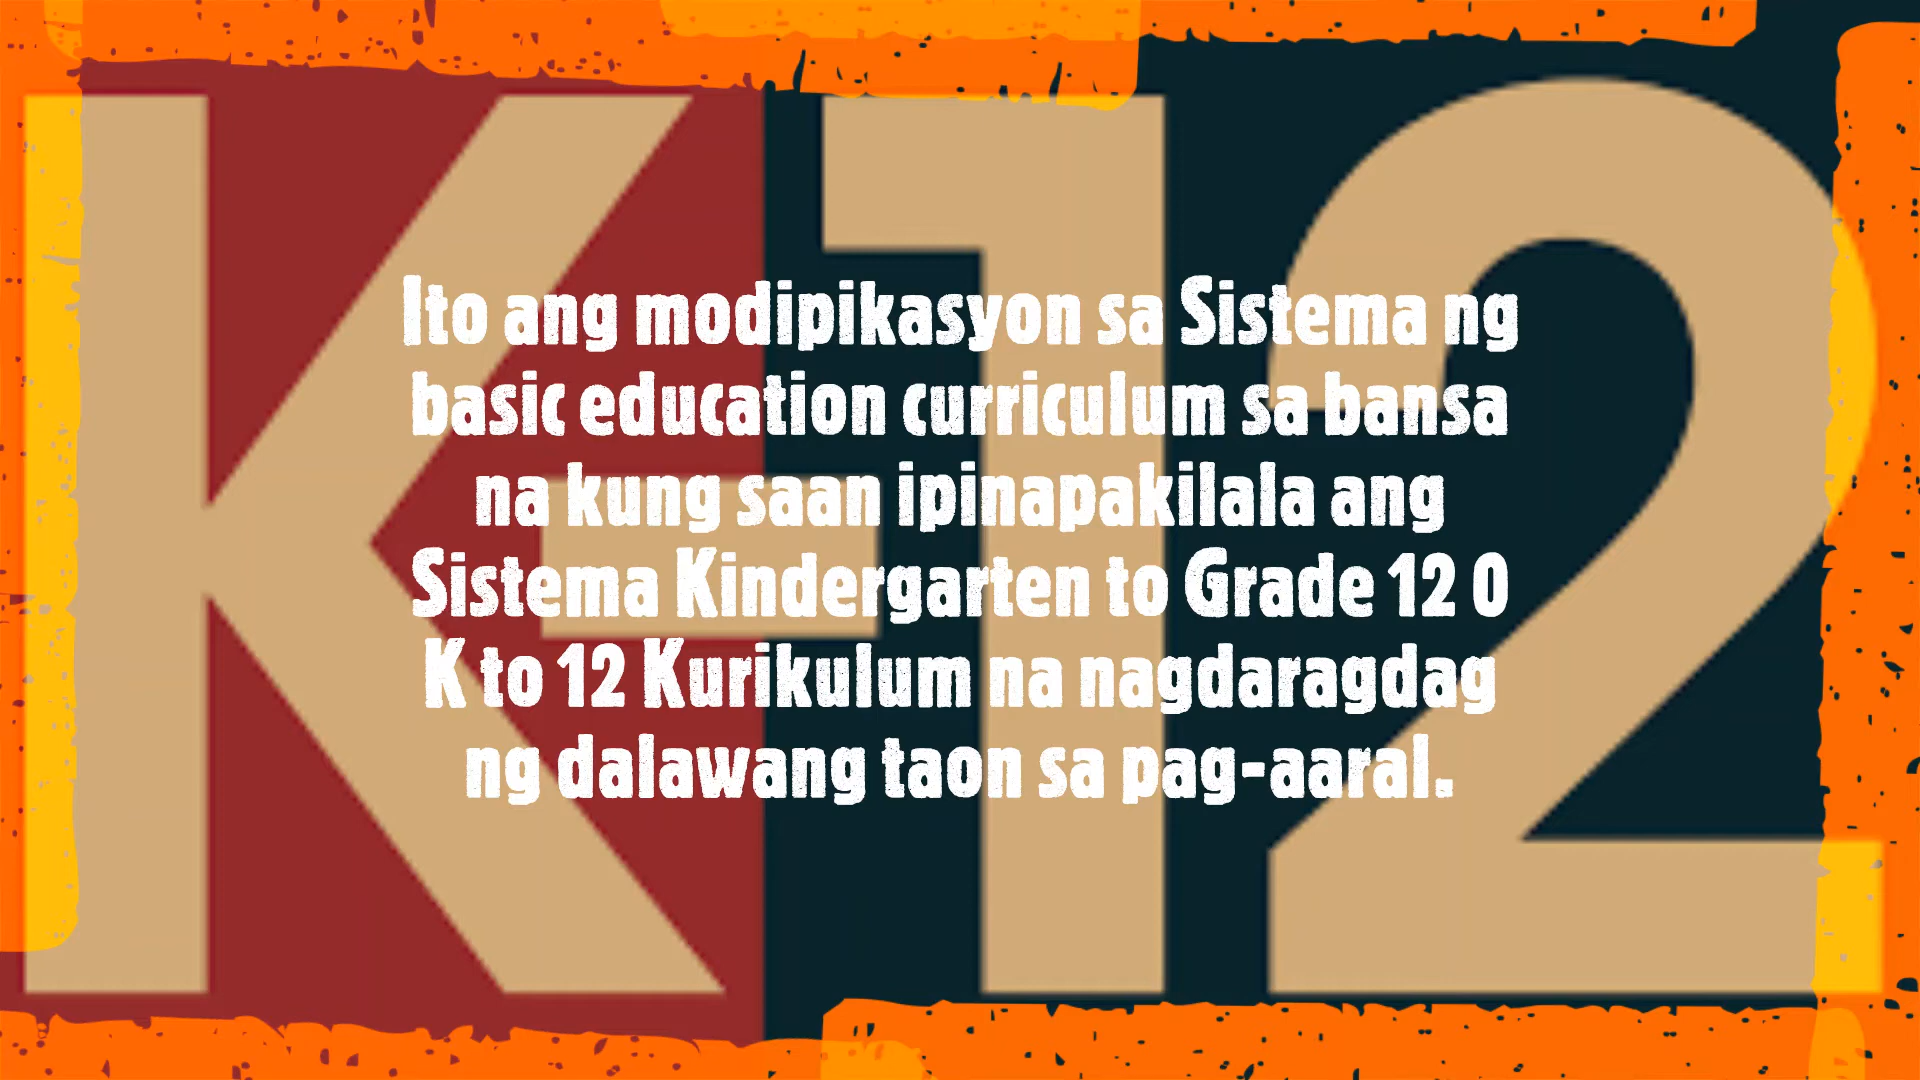 K-12
Ito ang modipikasyon sa Sistema ng
basic education curriculum sa bansa
na kung saan ipinapakilala ang
Sistema Kindergarten to Grade 12 O
K to 12 Kurikulum na nagdaragdag
ng dalawang taon sa pag-aaral.